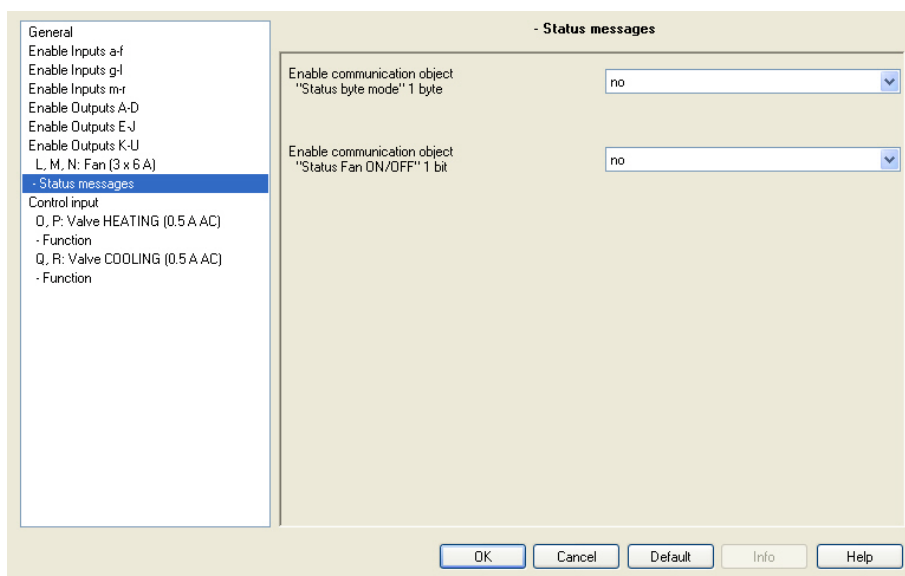 General
Enable Inputs a-f
Enable Inputs g-l
Enable Inputs m-r
Enable Outputs A-D
Enable Outputs E-J
Enable Outputs K-U
L, M, N: Fan (3 x 6 A)
- Status messages
Control input
O, P: Valve HEATING (0.5 A AC)
- Function
Q, R: Valve COOLING (0.5 A AC)
- Function
- Status messages
Enable communication object
"Status byte mode" 1 byte
no
Enable communication object
"Status Fan ON/OFF" 1 bit
no
OK
Cancel
Default
Info
Help